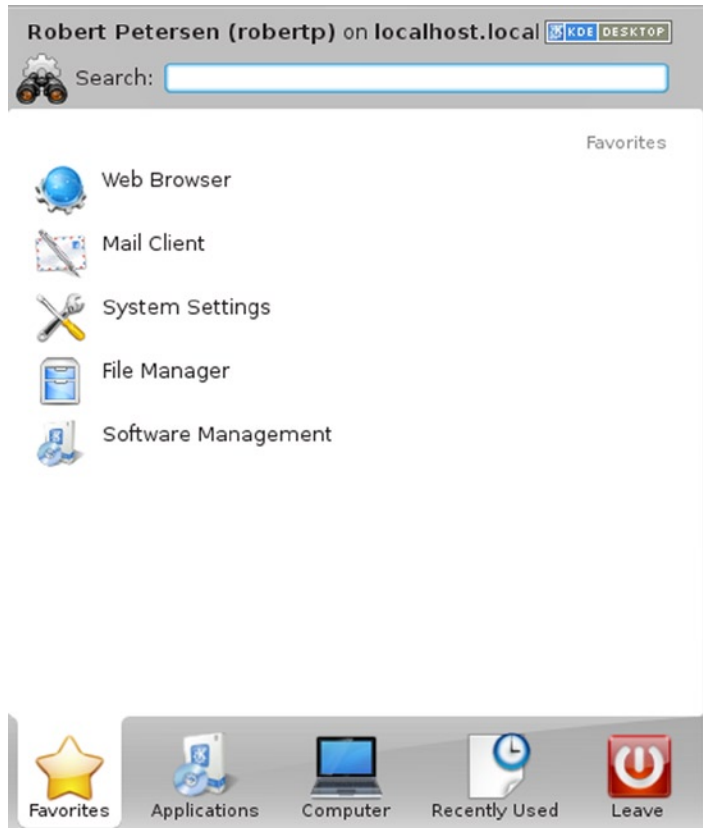 Robert Petersen (robertp) on localhost.local KDE DESKTOP
Search:
Favorites
Web Browser
Mail Client
System Settings
File Manager
Software Management
Favorites Applications Computer Recently Used Leave